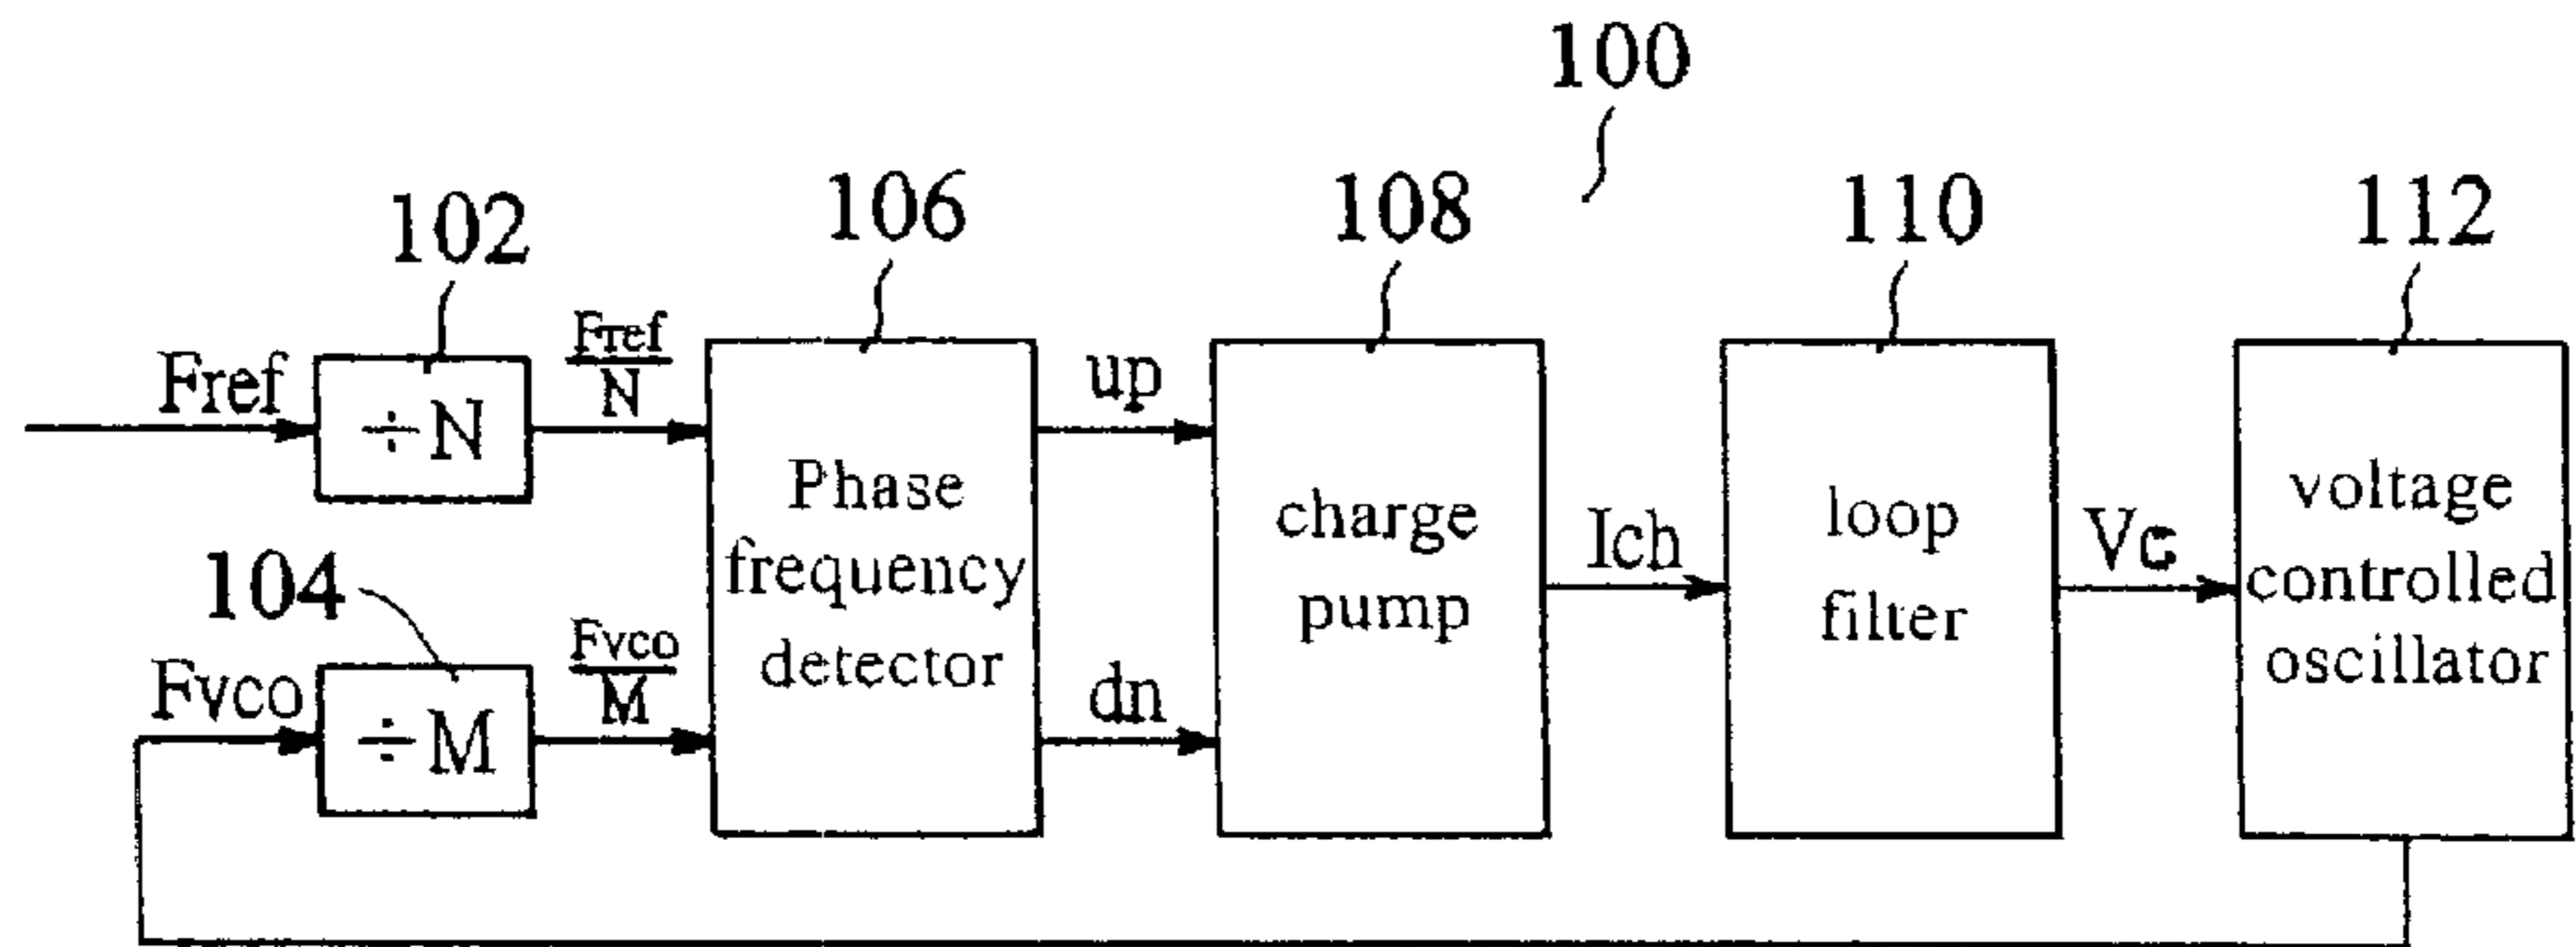 100
102
106
108
110
112
Fref
÷N
Fref
N
Phase
frequency
detector
up
charge
pump
Ich
loop
filter
Vc
voltage
controlled
oscillator
104
Fvco
÷M
Fvco
M
dn